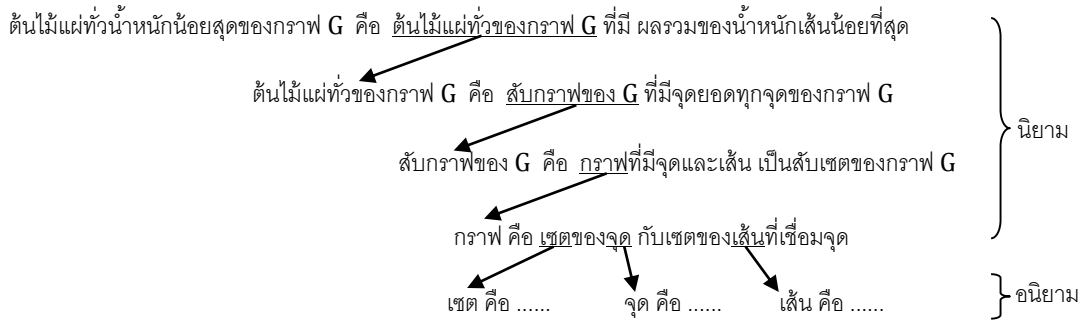 ต้นไม้แผ่ทั่วน้ำหนักน้อยสุดของกราฟ G คือ ต้นไม้แผ่ทั่วของกราฟ G ที่มี ผลรวมของน้ำหนักเส้นน้อยที่สุด
ต้นไม้แผ่ทั่วของกราฟ G คือ สับกราฟของ G ที่มีจุดยอดทุกจุดของกราฟ G
นิยาม
สับกราฟของ G คือ กราฟที่มีจุดและเส้น เป็นสับเซตของกราฟ G
กราฟ คือ เซตของจุด กับเซตของเส้นที่เชื่อมจุด
เซต คือ ...... จุด คือ ...... เส้น คือ ...... อนิยาม